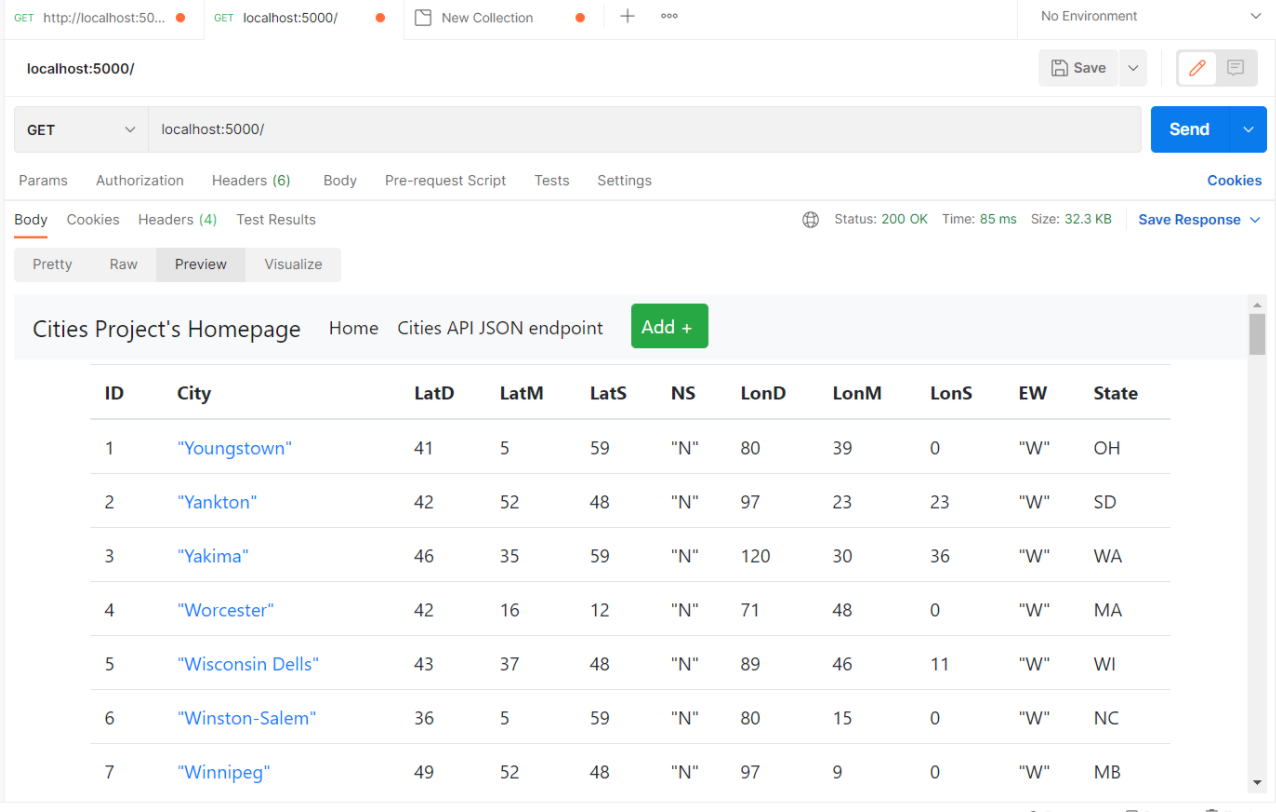 GET http://localhost:50... GET localhost:5000/ New Collection No Environment
localhost:5000/ Save
GET localhost:5000/ Send
Params Authorization Headers (6) Body Pre-request Script Tests Settings Cookies
Body Cookies Headers (4) Test Results Status: 200 OK Time: 85 ms Size: 32.3 KB Save Response
Pretty Raw Preview Visualize
Cities Project's Homepage Home Cities API JSON endpoint Add +
ID City LatD LatM LatS NS LonD LonM LonS EW State
1 "Youngstown" 41 5 59 "N" 80 39 0 "W" OH
2 "Yankton" 42 52 48 "N" 97 23 23 "W" SD
3 "Yakima" 46 35 59 "N" 120 30 36 "W" WA
4 "Worcester" 42 16 12 "N" 71 48 0 "W" MA
5 "Wisconsin Dells" 43 37 48 "N" 89 46 11 "W" WI
6 "Winston-Salem" 36 5 59 "N" 80 15 0 "W" NC
7 "Winnipeg" 49 52 48 "N" 97 9 0 "W" MB